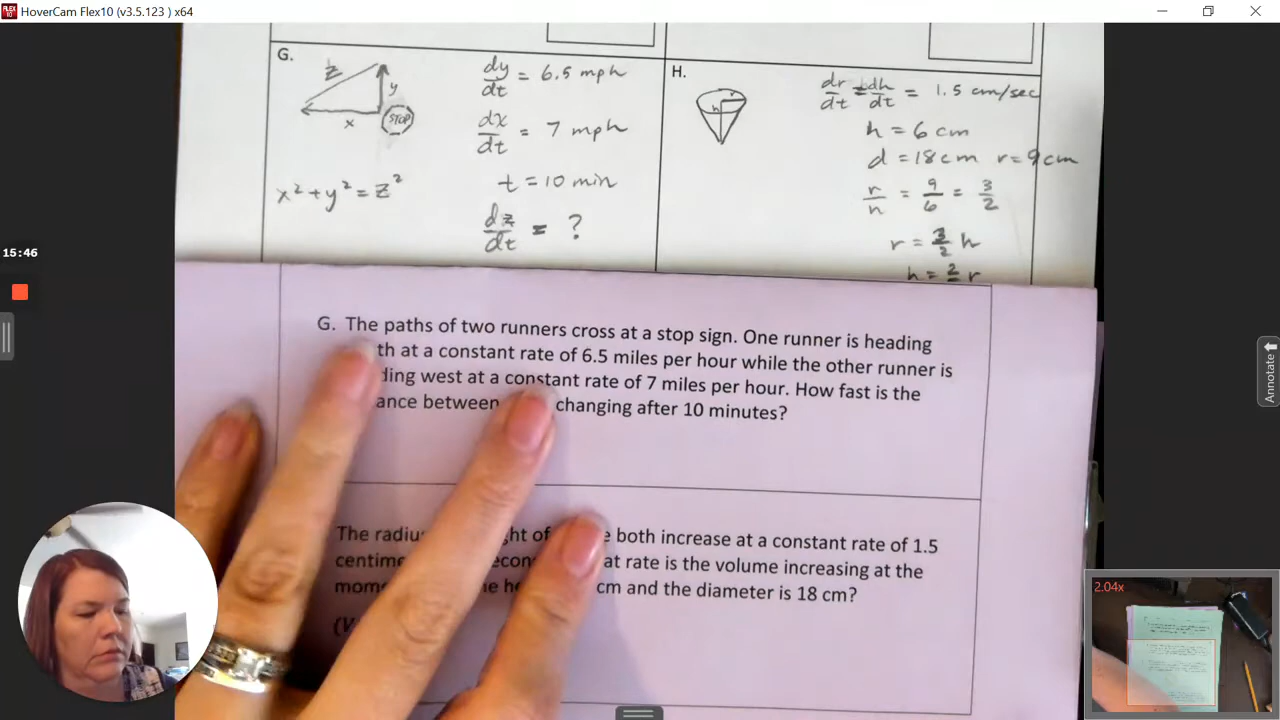 HoverCam Flex10 (v3.5.123 ) x64
15:46
Annotate
2.04x
G.
z
y
x
STOP
dy/dt = 6.5 mph
dx/dt = 7 mph
t = 10 min
x² + y² = z²
dz/dt = ?
H.
r
h
dr/dt = dh/dt = 1.5 cm/sec
h = 6 cm
d = 18cm r = 9cm
r/h = 9/6 = 3/2
r = 3/2 h
h = 2 r
G. The paths of two runners cross at a stop sign. One runner is heading
th at a constant rate of 6.5 miles per hour while the other runner is
ding west at a constant rate of 7 miles per hour. How fast is the
ance between changing after 10 minutes?
The radiu ght of both increase at a constant rate of 1.5
centime econ at rate is the volume increasing at the
mome he he cm and the diameter is 18 cm?